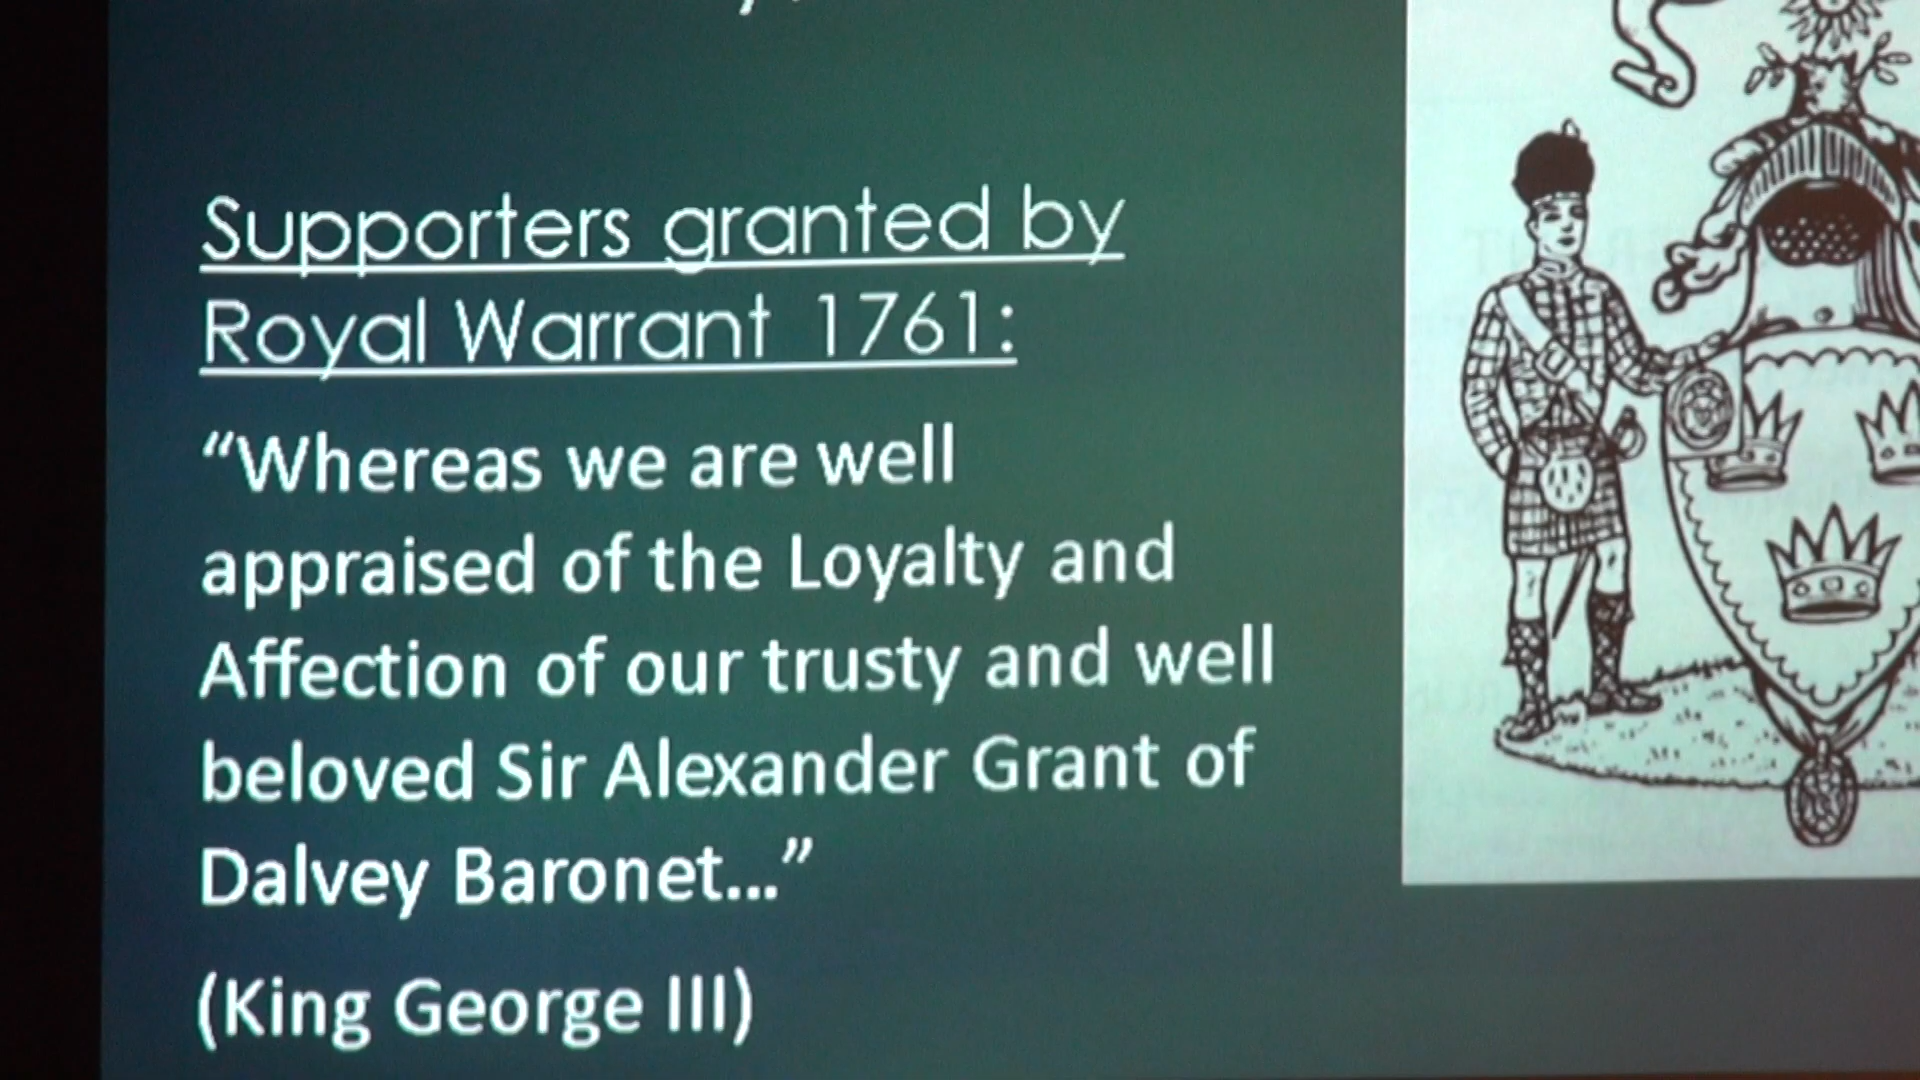 Supporters granted by
Royal Warrant 1761:
“Whereas we are well
appraised of the Loyalty and
Affection of our trusty and well
beloved Sir Alexander Grant of
Dalvey Baronet...”
(King George III)